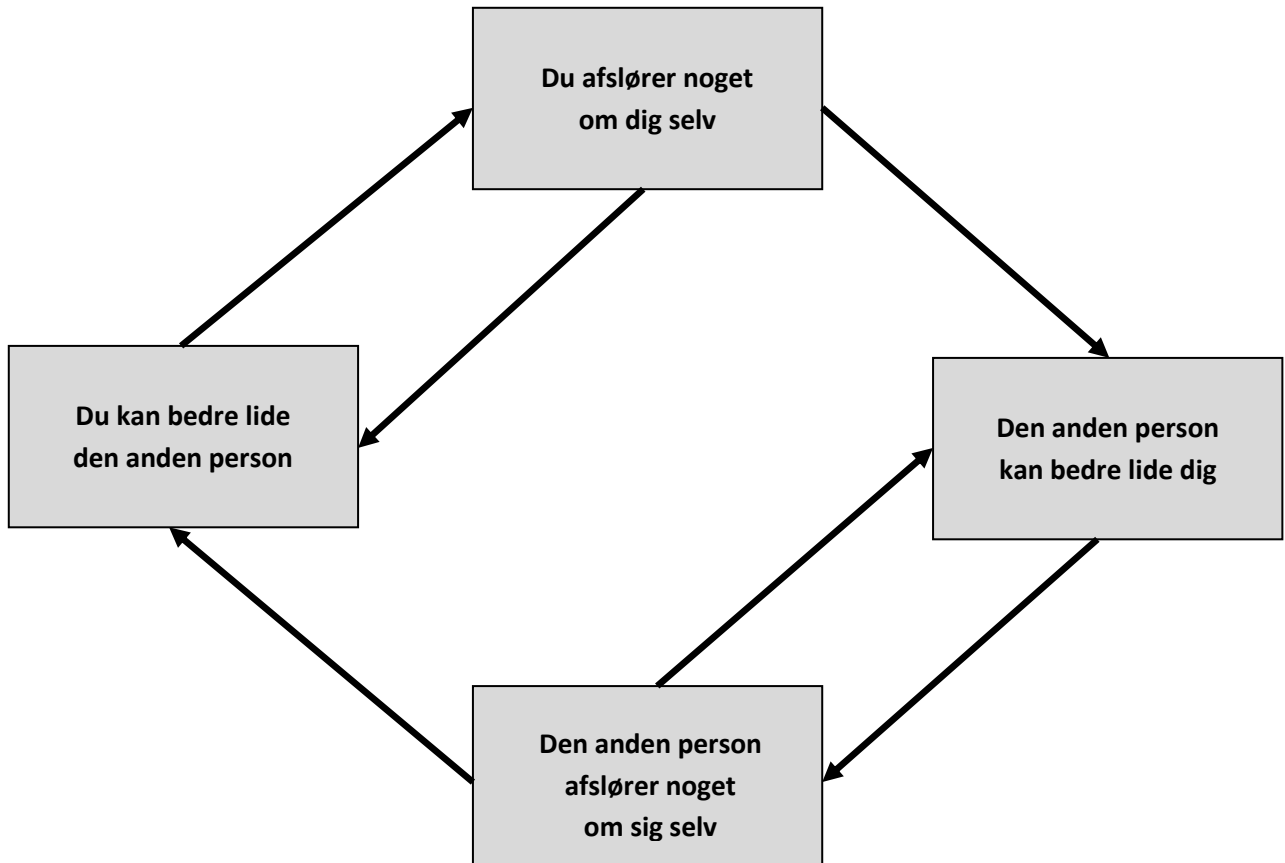 Du afslører noget
om dig selv
Du kan bedre lide
den anden person
Den anden person
kan bedre lide dig
Den anden person
afslører noget
om sig selv